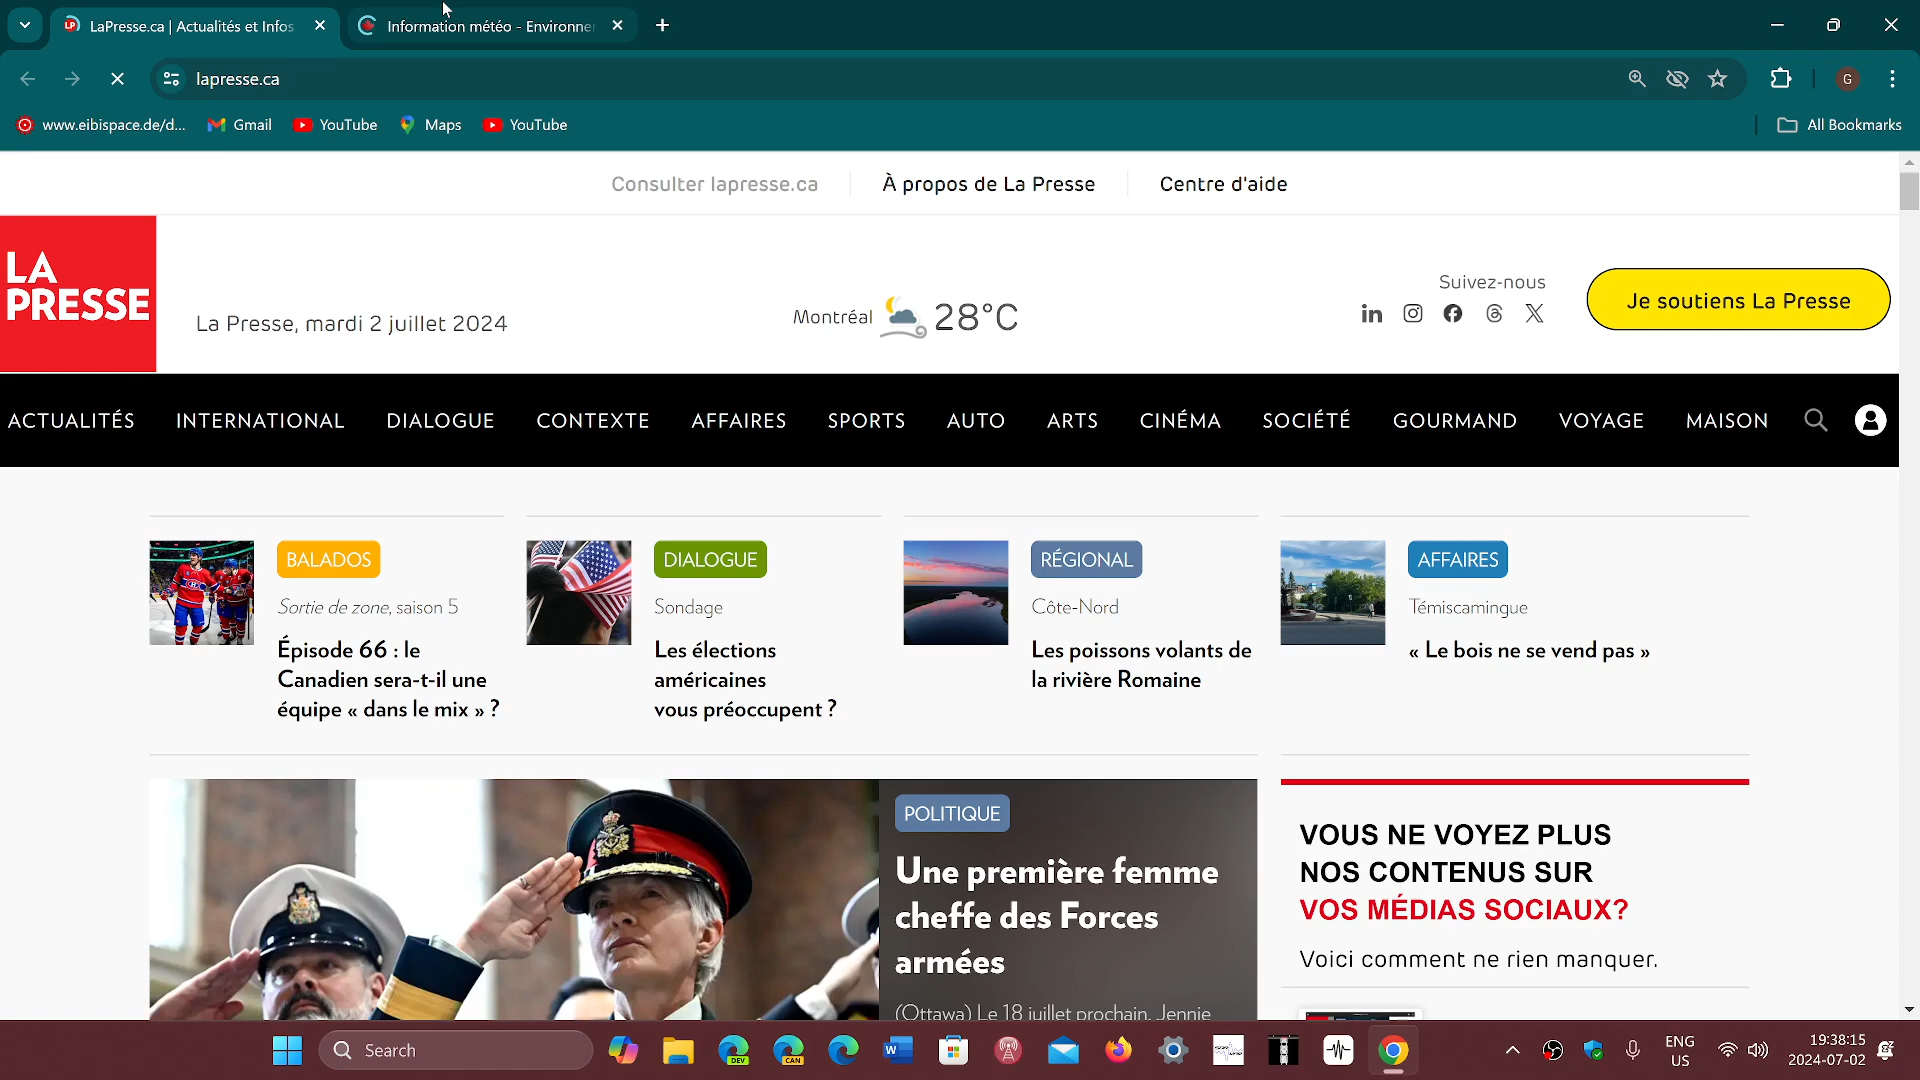 LaPresse.ca | Actualités et Infos
Information météo - Environne
lapresse.ca
G
www.eibispace.de/d...
Gmail
YouTube
Maps
YouTube
All Bookmarks
Consulter lapresse.ca
À propos de La Presse
Centre d'aide
LA
PRESSE
La Presse, mardi 2 juillet 2024
Montréal 28°C
Suivez-nous
Je soutiens La Presse
ACTUALITÉS INTERNATIONAL DIALOGUE CONTEXTE AFFAIRES SPORTS AUTO ARTS CINÉMA SOCIÉTÉ GOURMAND VOYAGE MAISON
BALADOS
Sortie de zone, saison 5
Épisode 66 : le
Canadien sera-t-il une
équipe « dans le mix » ?
DIALOGUE
Sondage
Les élections
américaines
vous préoccupent ?
RÉGIONAL
Côte-Nord
Les poissons volants de
la rivière Romaine
AFFAIRES
Témiscamingue
« Le bois ne se vend pas »
POLITIQUE
Une première femme
cheffe des Forces
armées
(Ottawa) Le 18 juillet prochain, Jennie
VOUS NE VOYEZ PLUS
NOS CONTENUS SUR
VOS MÉDIAS SOCIAUX?
Voici comment ne rien manquer.
Search
DEV
CAN
ENG
US
19:38:15
2024-07-02